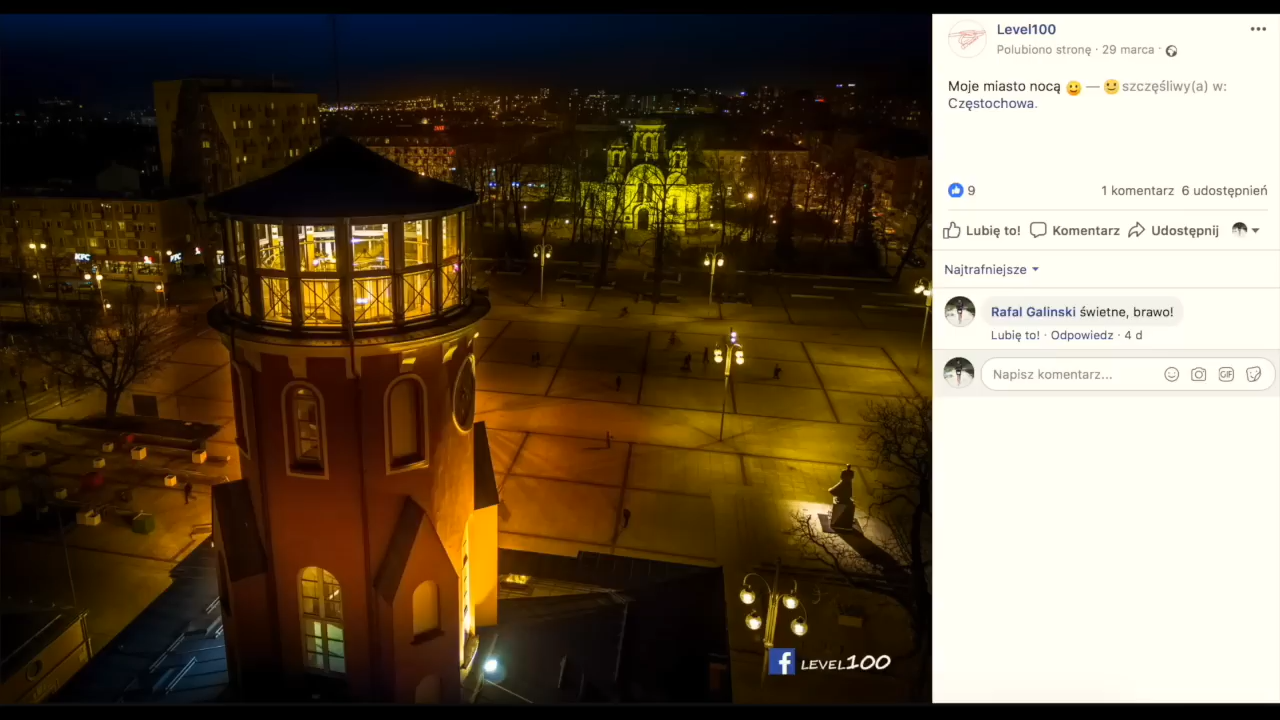 KFC
Level100
Polubiono stronę · 29 marca ·
Moje miasto nocą — szczęśliwy(a) w:
Częstochowa.
9 1 komentarz 6 udostępnień
Lubię to! Komentarz Udostępnij
Najtrafniejsze
Rafal Galinski świetne, brawo!
Lubię to! · Odpowiedz · 4 d
Napisz komentarz...
GIF
f LEVEL100